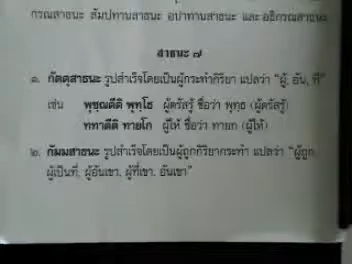 กรณสาธนะ สัมปทานสาธนะ อปาทานสาธนะ และอธิกรณสาธนะ
สาธนะ ๗
๑. กัตตุสาธนะ รูปสำเร็จโดยเป็นผู้กระทำกิริยา แปลว่า “ผู้, อัน, ที่”
เช่น พุชฺฌตีติ พุทฺโธ ผู้ตรัสรู้ ชื่อว่า พุทธ (ผู้ตรัสรู้)
ททาตีติ ทายโก ผู้ให้ ชื่อว่า ทายก (ผู้ให้)
๒. กัมมสาธนะ รูปสำเร็จโดยเป็นผู้ถูกกิริยากระทำ แปลว่า “ผู้ถูก,
ผู้เป็นที่, ผู้อันเขา, ผู้ที่เขา, อันเขา”